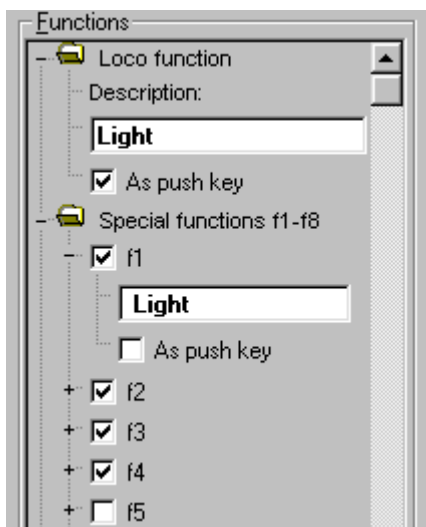 Functions
Loco function
Description:
Light
As push key
Special functions f1-f8
f1
Light
As push key
f2
f3
f4
f5